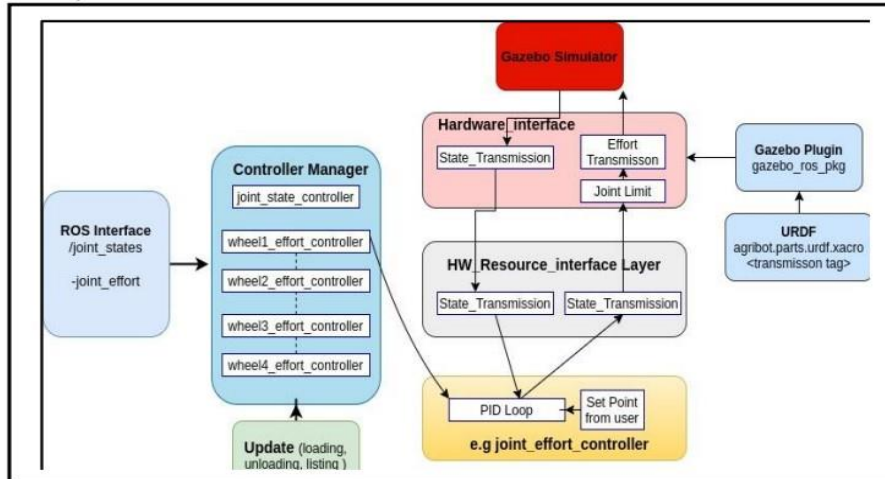 Gazebo Simulator
Hardware_interface
State_Transmission
Effort
Transmisson
Joint Limit
Gazebo Plugin
gazebo_ros_pkg
URDF
agribot.parts.urdf.xacro
<transmisson tag>
Controller Manager
joint_state_controller
wheel1_effort_controller
wheel2_effort_controller
wheel3_effort_controller
wheel4_effort_controller
ROS Interface
/joint_states
-joint_effort
HW_Resource_interface Layer
State_Transmission
State_Transmission
PID Loop
Set Point
from user
e.g joint_effort_controller
Update (loading,
unloading, listing )